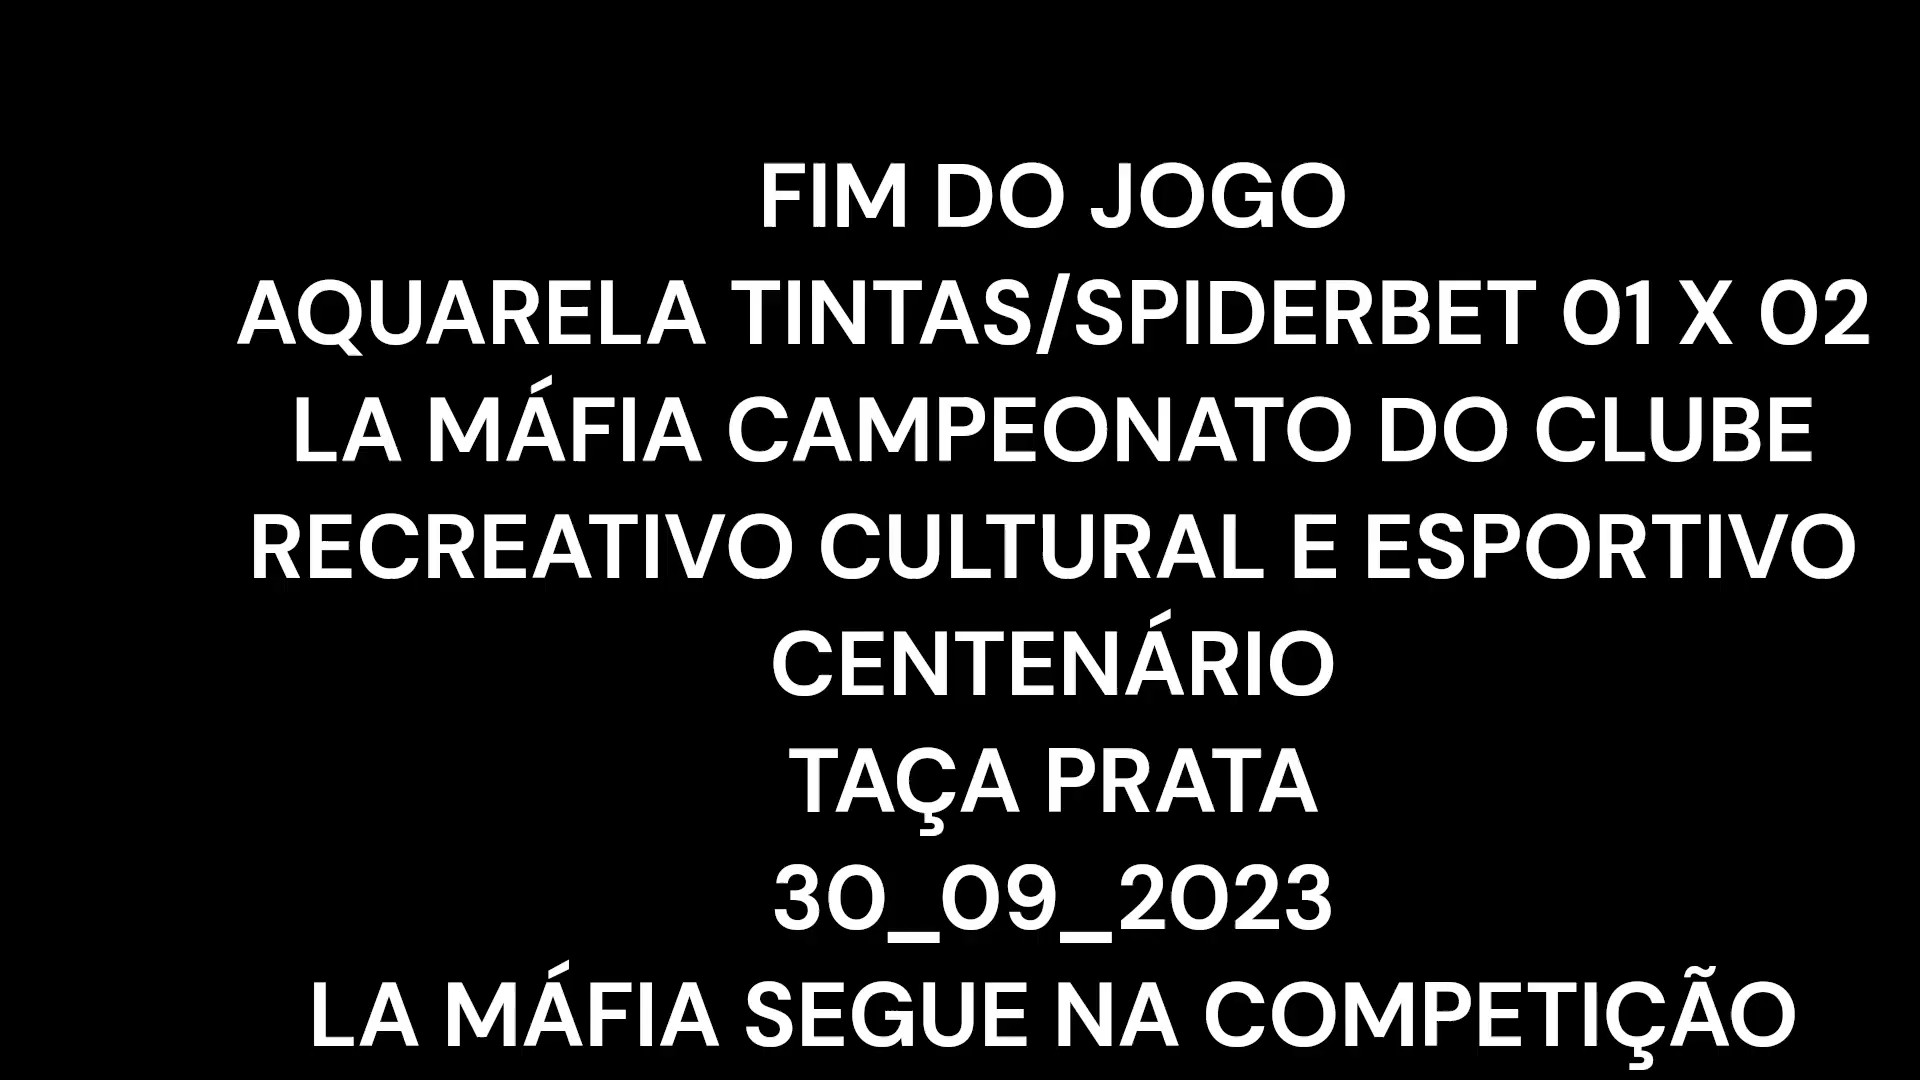 FIM DO JOGO
AQUARELA TINTAS/SPIDERBET 01 X 02
LA MÁFIA CAMPEONATO DO CLUBE
RECREATIVO CULTURAL E ESPORTIVO
CENTENÁRIO
TAÇA PRATA
30_09_2023
LA MÁFIA SEGUE NA COMPETIÇÃO